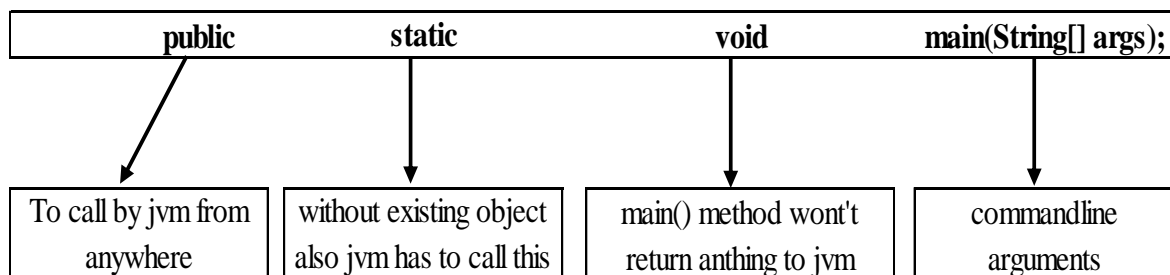 public static void main(String[] args);
To call by jvm from
anywhere
without existing object
also jvm has to call this
main() method wont't
return anthing to jvm
commandline
arguments